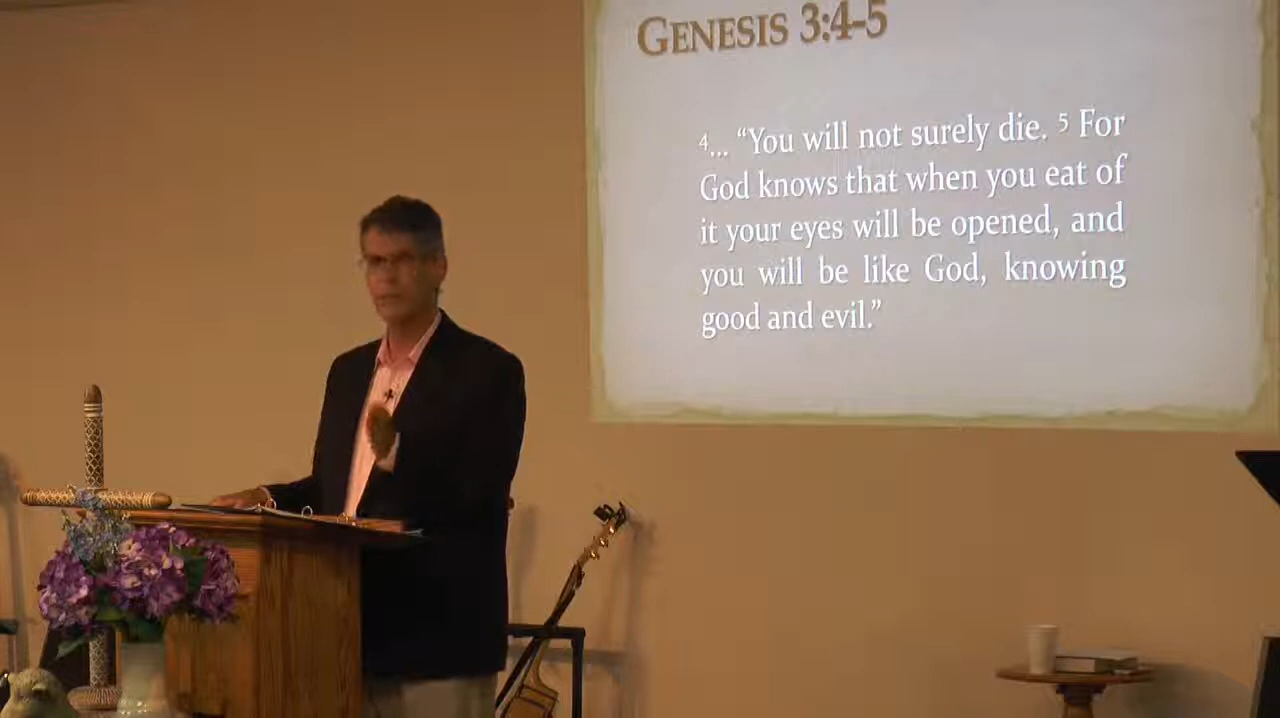 GENESIS 3:4-5
4... “You will not surely die. 5 For
God knows that when you eat of
it your eyes will be opened, and
you will be like God, knowing
good and evil.”